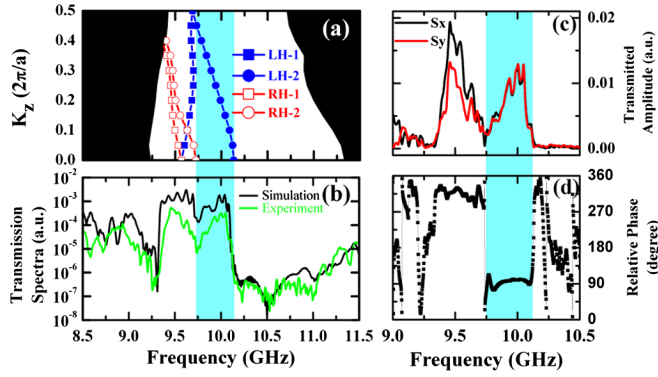 (a)
K_z (2π/a)
0.5
0.4
0.3
0.2
0.1
0.0
LH-1
LH-2
RH-1
RH-2
(b)
Transmission
Spectra (a.u.)
10^-2
10^-3
10^-4
10^-5
10^-6
10^-7
10^-2
Simulation
Experiment
8.5 9.0 9.5 10.0 10.5 11.0 11.5
Frequency (GHz)
(c)
Sx
Sy
0.02
0.01
0.00
Transmitted
Amplitude (a.u.)
(d)
360
270
180
90
0
Relative Phase
(degree)
9.0 9.5 10.0 10.5
Frequency (GHz)